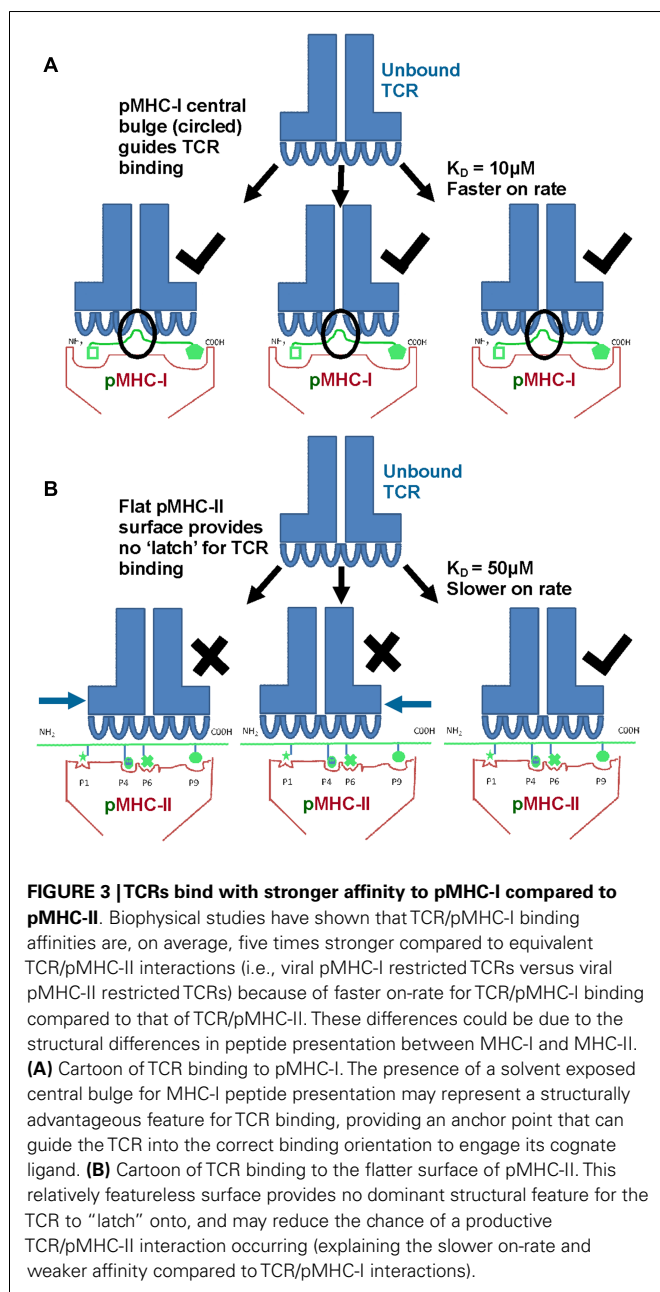 A
Unbound
TCR
pMHC-I central
bulge (circled)
guides TCR
binding
K_D = 10µM
Faster on rate
NH₂
COOH
pMHC-I
NH₂
COOH
pMHC-I
NH₂
COOH
pMHC-I
B
Unbound
TCR
Flat pMHC-II
surface provides
no ‘latch’ for TCR
binding
K_D = 50µM
Slower on rate
NH₂
COOH
P1
P4
P6
P9
pMHC-II
NH₂
COOH
P1
P4
P6
P9
pMHC-II
NH₂
COOH
P1
P4
P6
P9
pMHC-II
FIGURE 3 | TCRs bind with stronger affinity to pMHC-I compared to
pMHC-II. Biophysical studies have shown that TCR/pMHC-I binding
affinities are, on average, five times stronger compared to equivalent
TCR/pMHC-II interactions (i.e., viral pMHC-I restricted TCRs versus viral
pMHC-II restricted TCRs) because of faster on-rate for TCR/pMHC-I binding
compared to that of TCR/pMHC-II. These differences could be due to the
structural differences in peptide presentation between MHC-I and MHC-II.
(A) Cartoon of TCR binding to pMHC-I. The presence of a solvent exposed
central bulge for MHC-I peptide presentation may represent a structurally
advantageous feature for TCR binding, providing an anchor point that can
guide the TCR into the correct binding orientation to engage its cognate
ligand. (B) Cartoon of TCR binding to the flatter surface of pMHC-II. This
relatively featureless surface provides no dominant structural feature for the
TCR to “latch” onto, and may reduce the chance of a productive
TCR/pMHC-II interaction occurring (explaining the slower on-rate and
weaker affinity compared to TCR/pMHC-I interactions).